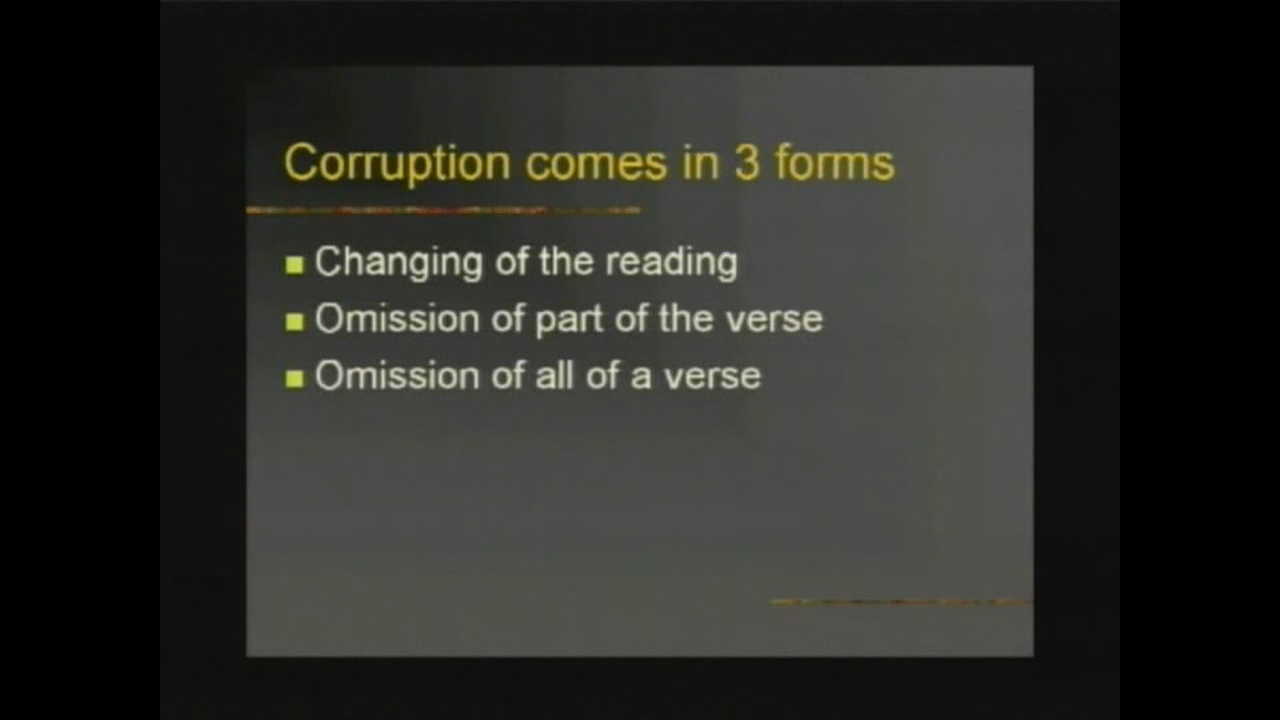 Corruption comes in 3 forms
Changing of the reading
Omission of part of the verse
Omission of all of a verse